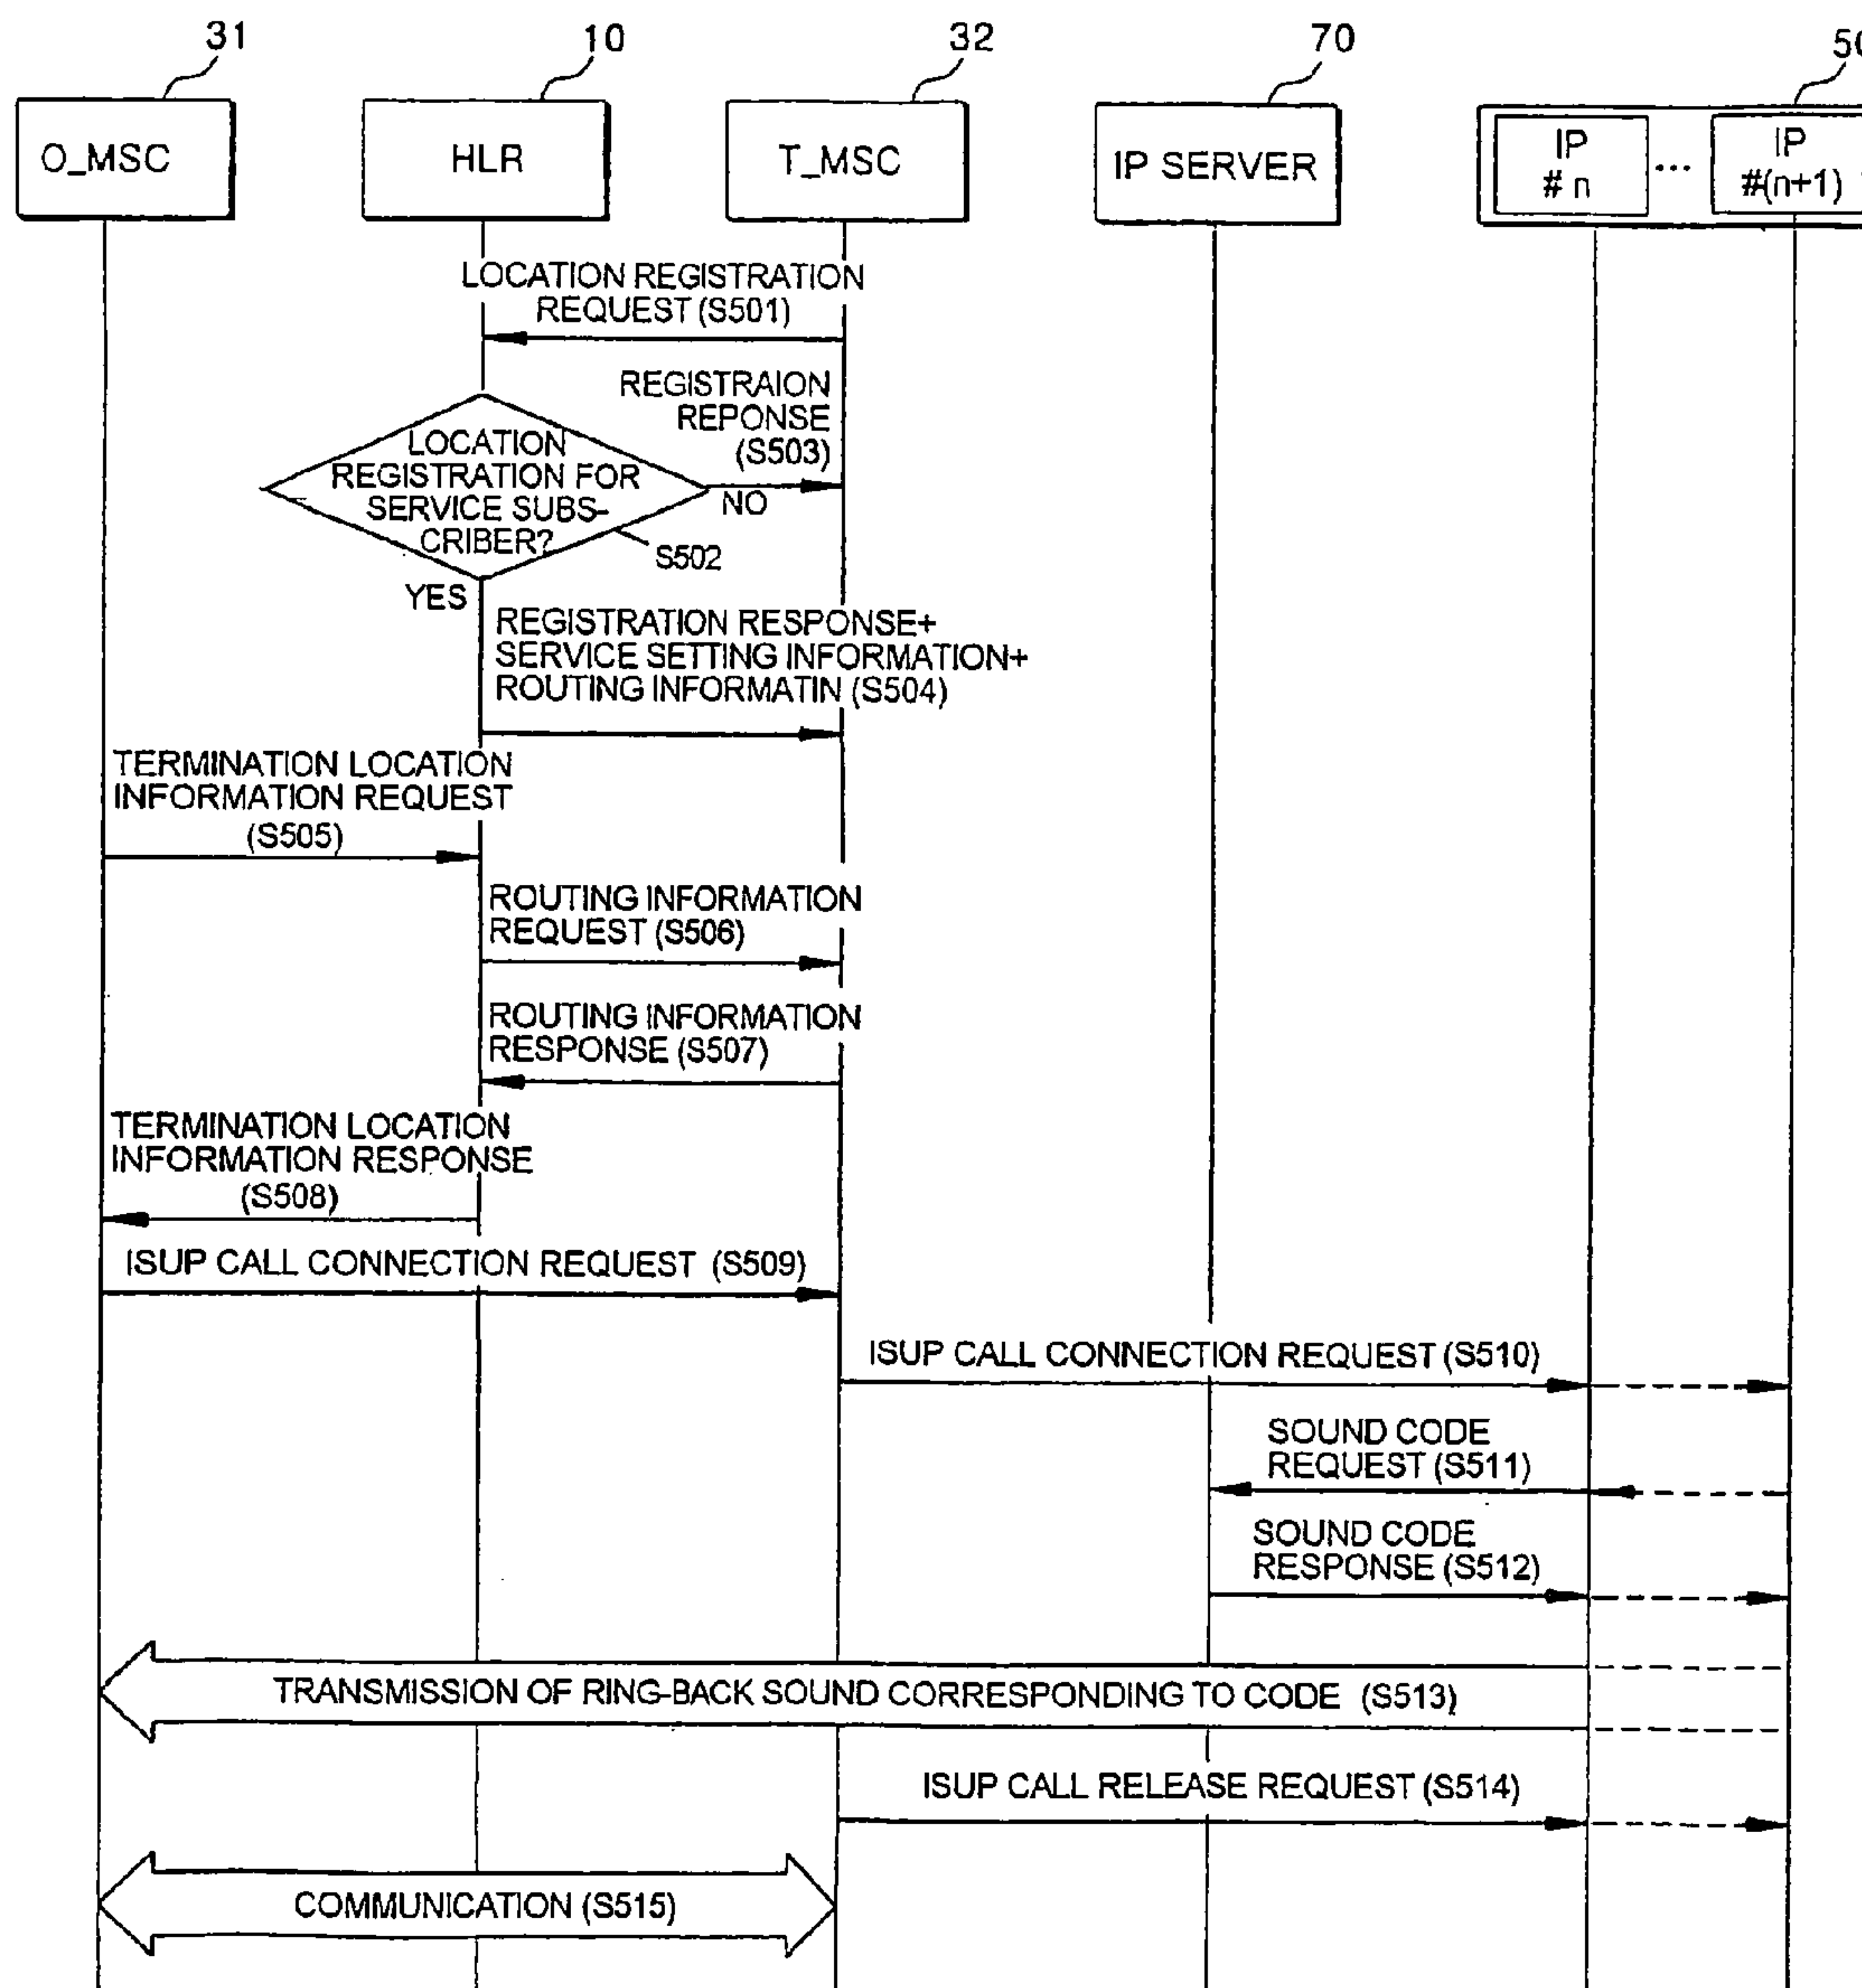 31
10
32
70
50
O_MSC
HLR
T_MSC
IP SERVER
IP
# n
...
IP
#(n+1)
LOCATION REGISTRATION
REQUEST (S501)
REGISTRAION
REPONSE
(S503)
LOCATION
REGISTRATION FOR
SERVICE SUBS-
CRIBER?
NO
S502
YES
REGISTRATION RESPONSE+
SERVICE SETTING INFORMATION+
ROUTING INFORMATIN (S504)
TERMINATION LOCATION
INFORMATION REQUEST
(S505)
ROUTING INFORMATION
REQUEST (S506)
ROUTING INFORMATION
RESPONSE (S507)
TERMINATION LOCATION
INFORMATION RESPONSE
(S508)
ISUP CALL CONNECTION REQUEST (S509)
ISUP CALL CONNECTION REQUEST (S510)
SOUND CODE
REQUEST (S511)
SOUND CODE
RESPONSE (S512)
TRANSMISSION OF RING-BACK SOUND CORRESPONDING TO CODE (S513)
ISUP CALL RELEASE REQUEST (S514)
COMMUNICATION (S515)